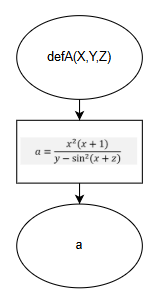 defA(X,Y,Z)
a = x²(x + 1) / y − sin²(x + z)
a